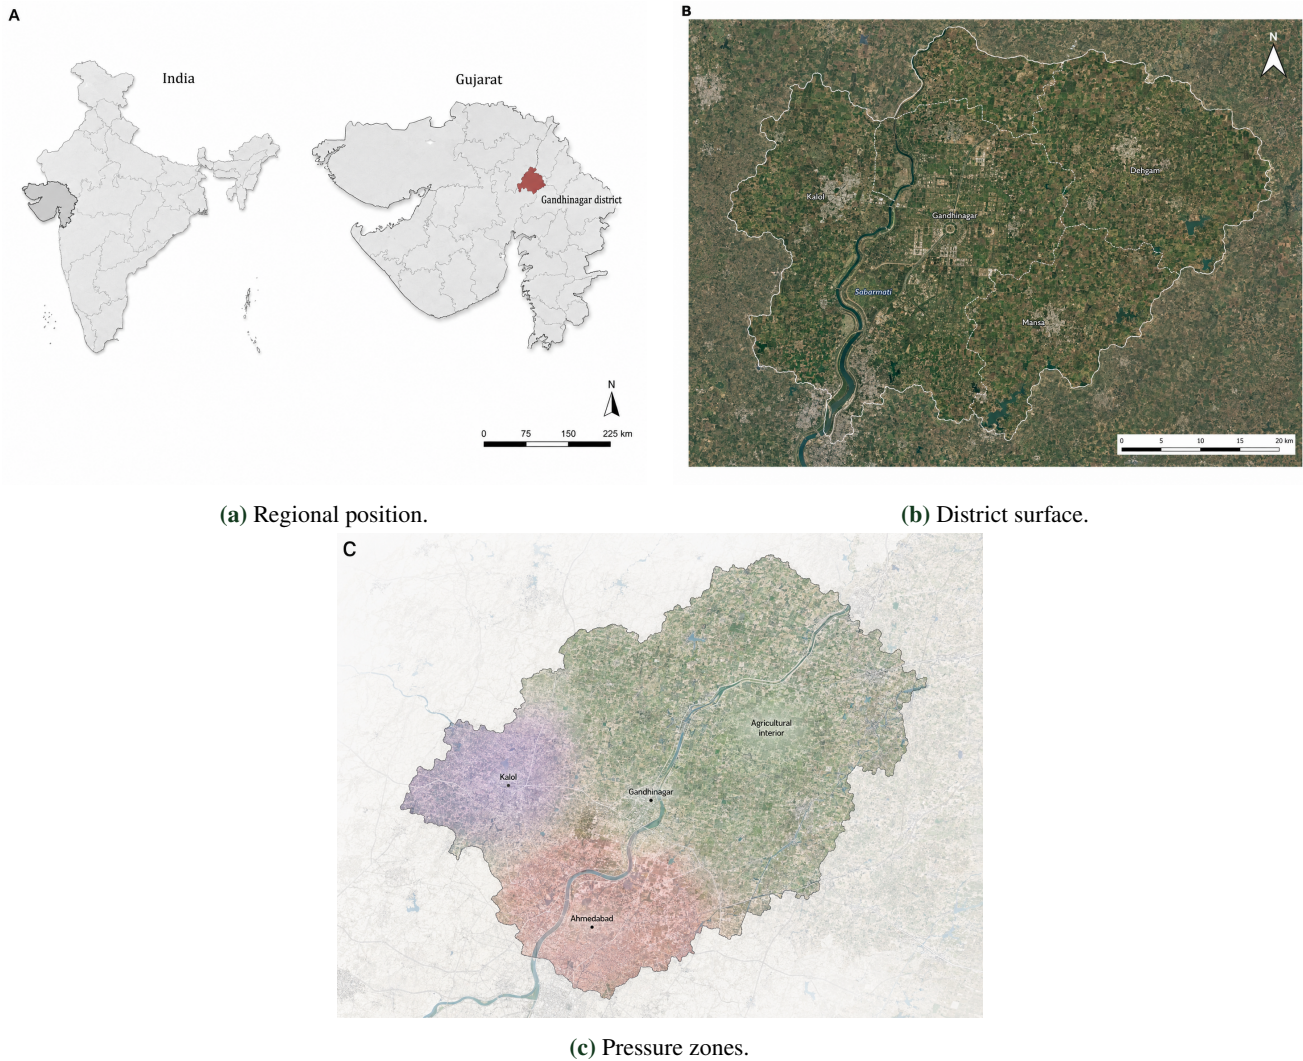 A
India
Gujarat
Gandhinagar district
N
0 75 150 225 km
(a) Regional position.
B
N
Dehgam
Kalol
Gandhinagar
Sabarmati
Mansa
0 5 10 15 20 km
(b) District surface.
C
Agricultural
interior
Kalol
Gandhinagar
Ahmedabad
(c) Pressure zones.